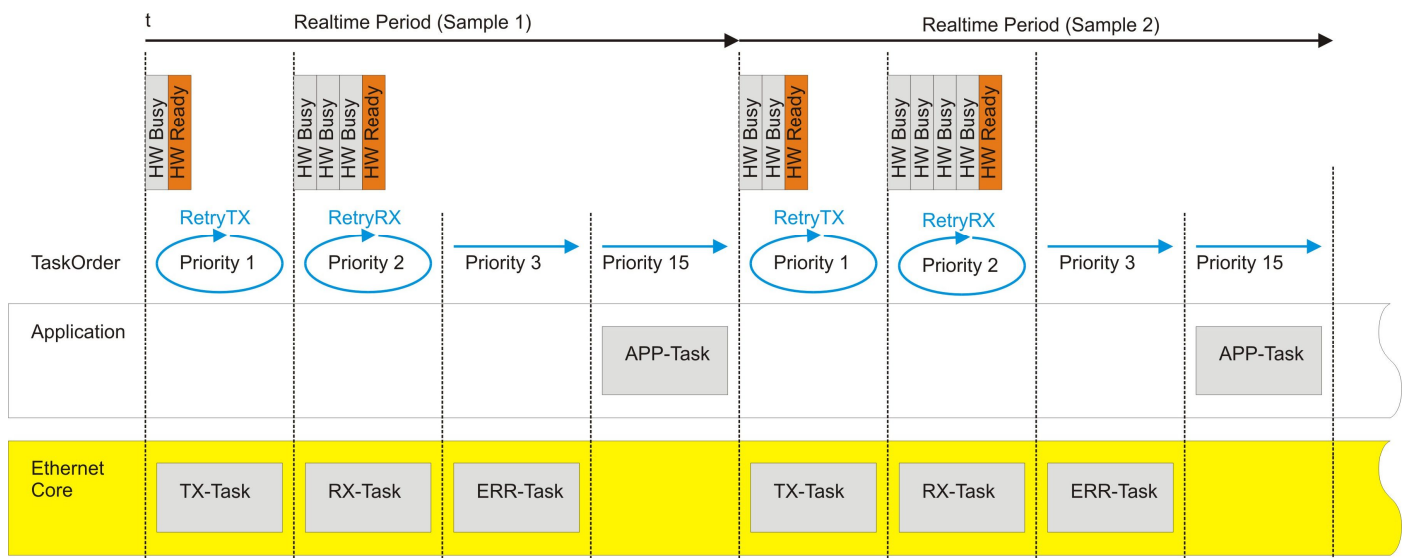 t
Realtime Period (Sample 1)
Realtime Period (Sample 2)
HW Busy
HW Ready
HW Busy
HW Busy
HW Busy
HW Ready
HW Busy
HW Busy
HW Ready
HW Busy
HW Busy
HW Busy
HW Busy
HW Ready
RetryTX
RetryRX
RetryTX
RetryRX
TaskOrder
Priority 1
Priority 2
Priority 3
Priority 15
Priority 1
Priority 2
Priority 3
Priority 15
Application
APP-Task
APP-Task
Ethernet
Core
TX-Task
RX-Task
ERR-Task
TX-Task
RX-Task
ERR-Task